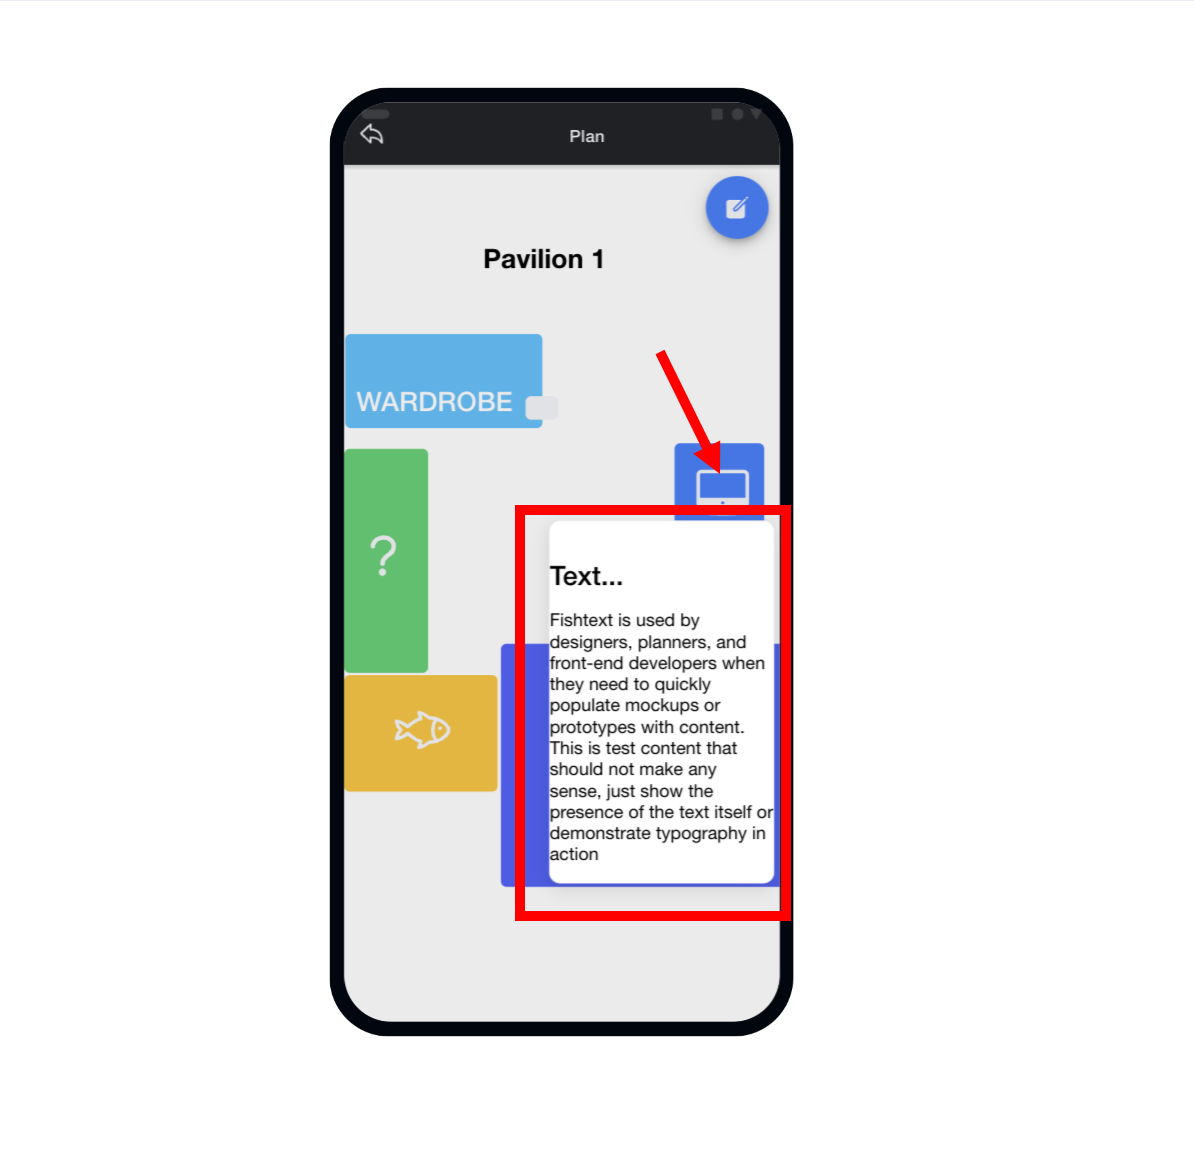 Plan
Pavilion 1
WARDROBE
?
Text...
Fishtext is used by
designers, planners, and
front-end developers when
they need to quickly
populate mockups or
prototypes with content.
This is test content that
should not make any
sense, just show the
presence of the text itself or
demonstrate typography in
action